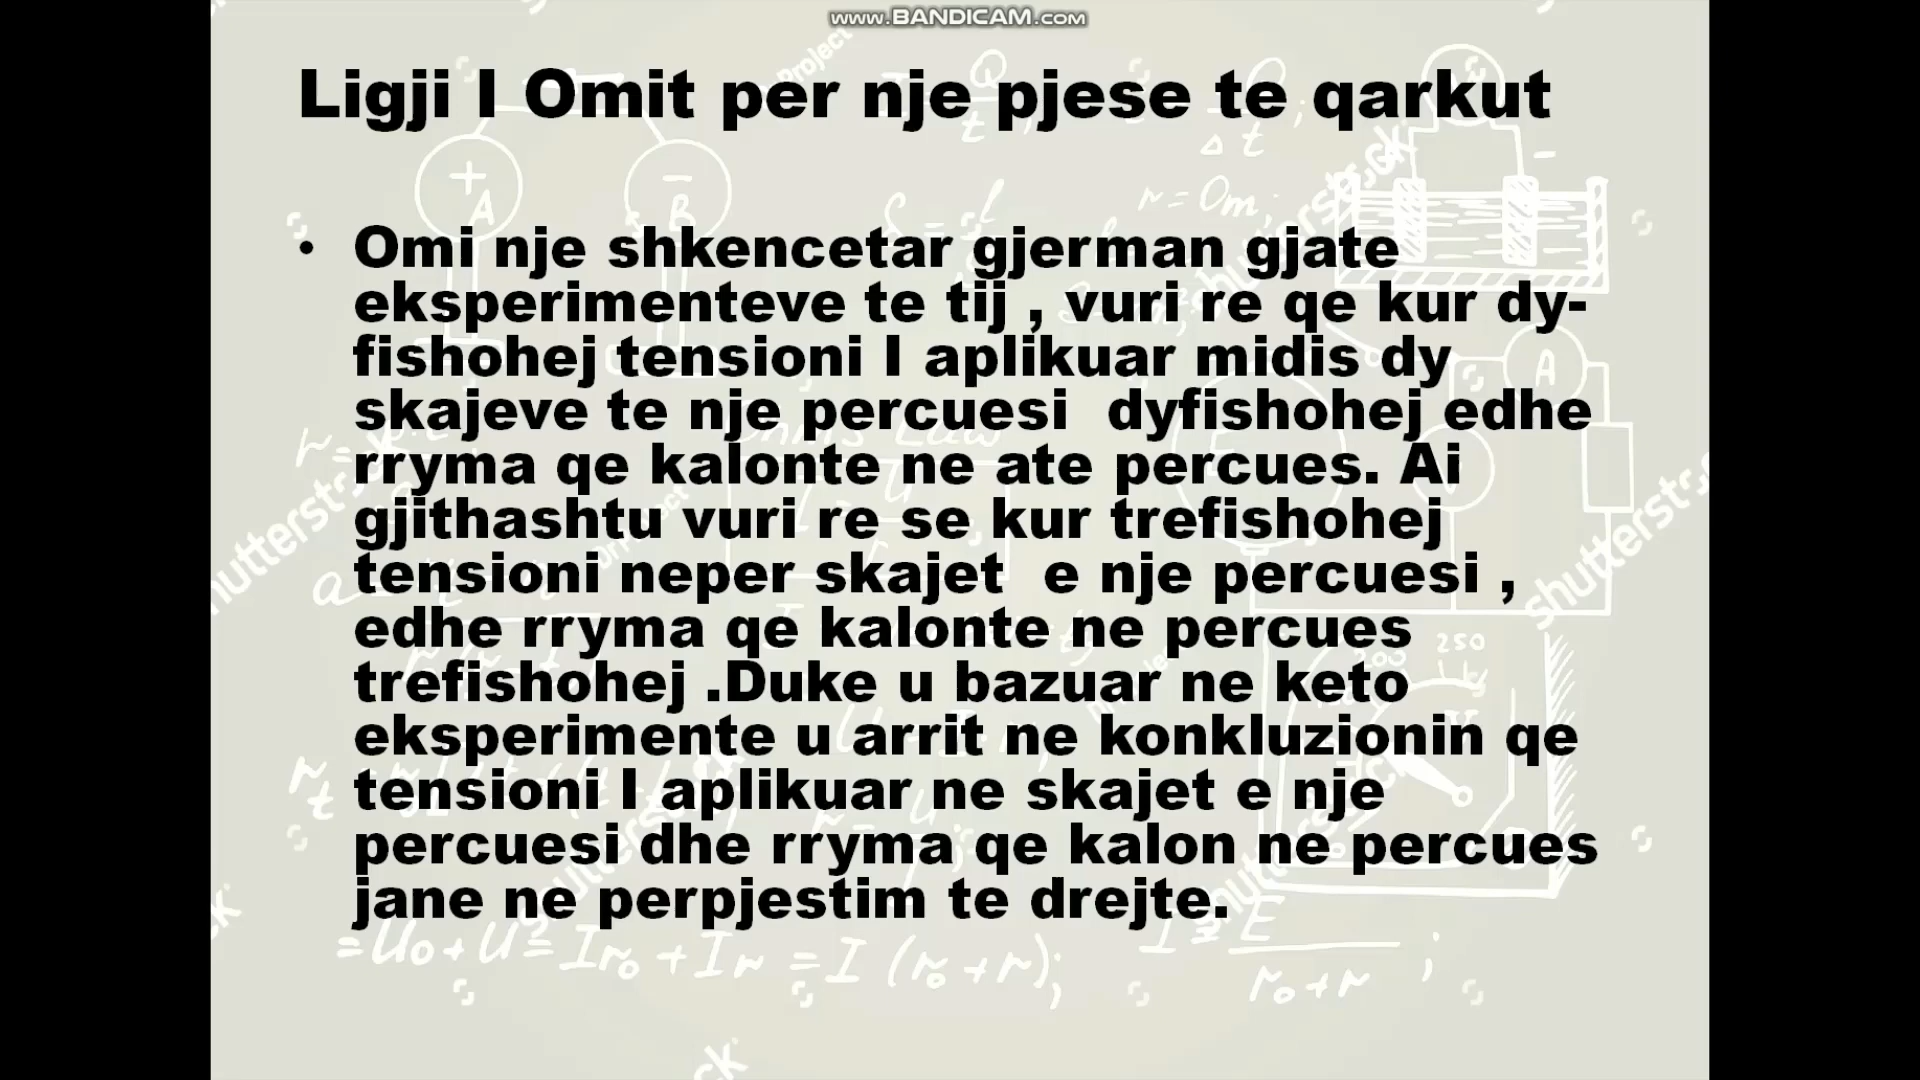 www.BANDICAM.com
Ligji I Omit per nje pjese te qarkut
• Omi nje shkencetar gjerman gjate
eksperimenteve te tij , vuri re qe kur dy-
fishohej tensioni I aplikuar midis dy
skajeve te nje percuesi dyfishohej edhe
rryma qe kalonte ne ate percues. Ai
gjithashtu vuri re se kur trefishohej
tensioni neper skajet e nje percuesi ,
edhe rryma qe kalonte ne percues
trefishohej .Duke u bazuar ne keto
eksperimente u arrit ne konkluzionin qe
tensioni I aplikuar ne skajet e nje
percuesi dhe rryma qe kalon ne percues
jane ne perpjestim te drejte.
=U₀+U=Ir₀+Ir=I(r₀+r);